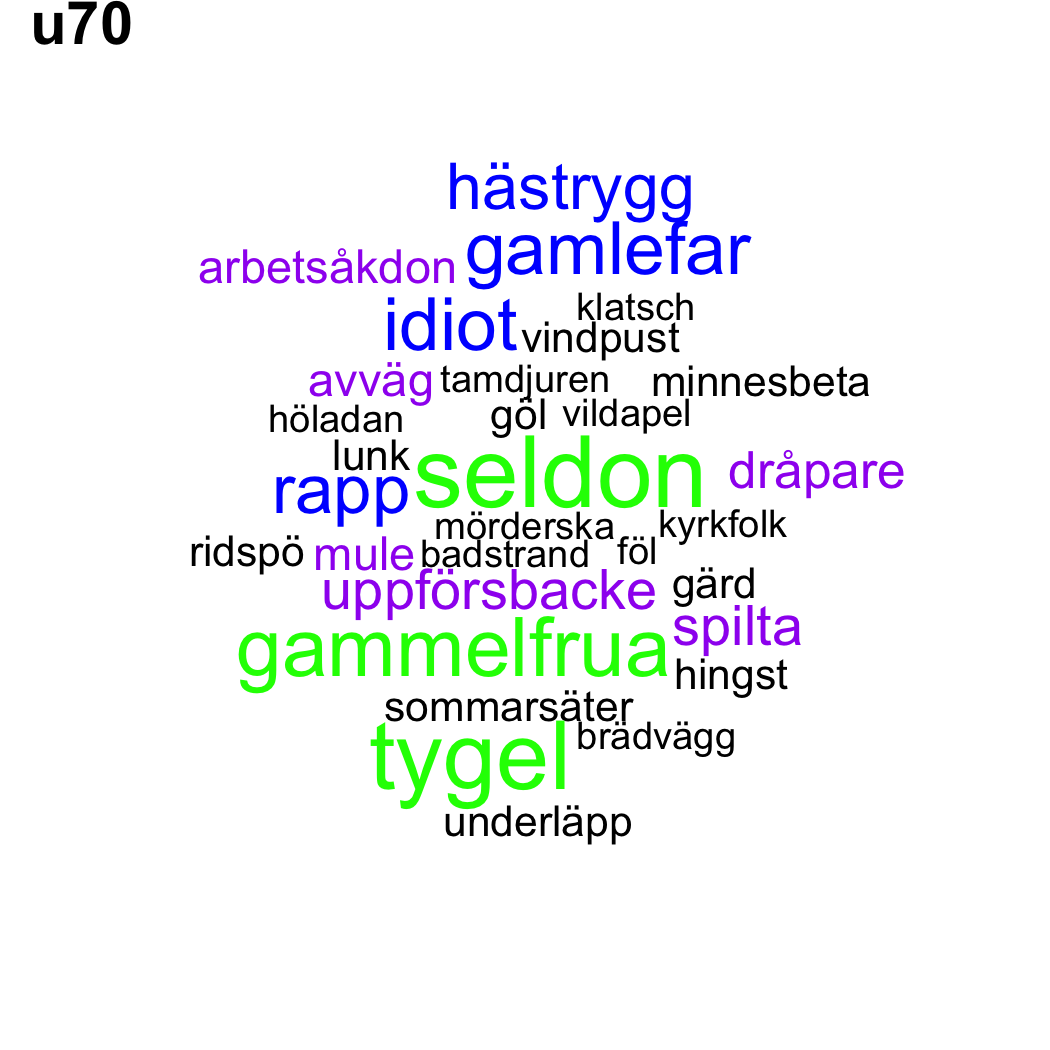 u70
hästrygg
gamlefar
arbetsåkdon
klatsch
idiot
vindpust
avväg
tamdjuren
minnesbeta
höladan
göl
vildapel
lunk
seldon
dråpare
rapp
mörderska
kyrkfolk
ridspö
mule
badstrand
föl
uppförsbacke
gärd
spilta
gammelfrua
hingst
sommarsäter
brädvägg
tygel
underläpp